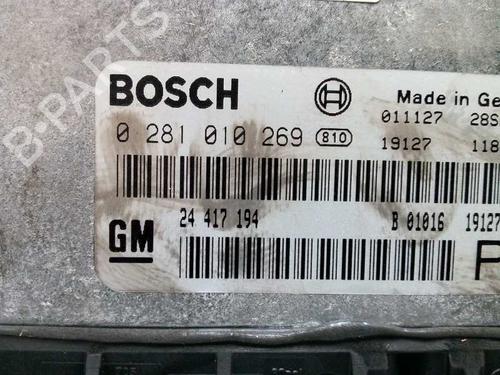 B-PARTS
BOSCH
Made in Ge
0 281 010 269 810
011127 28S
19127 118
24 417 194
B 01016 19127
GM
P